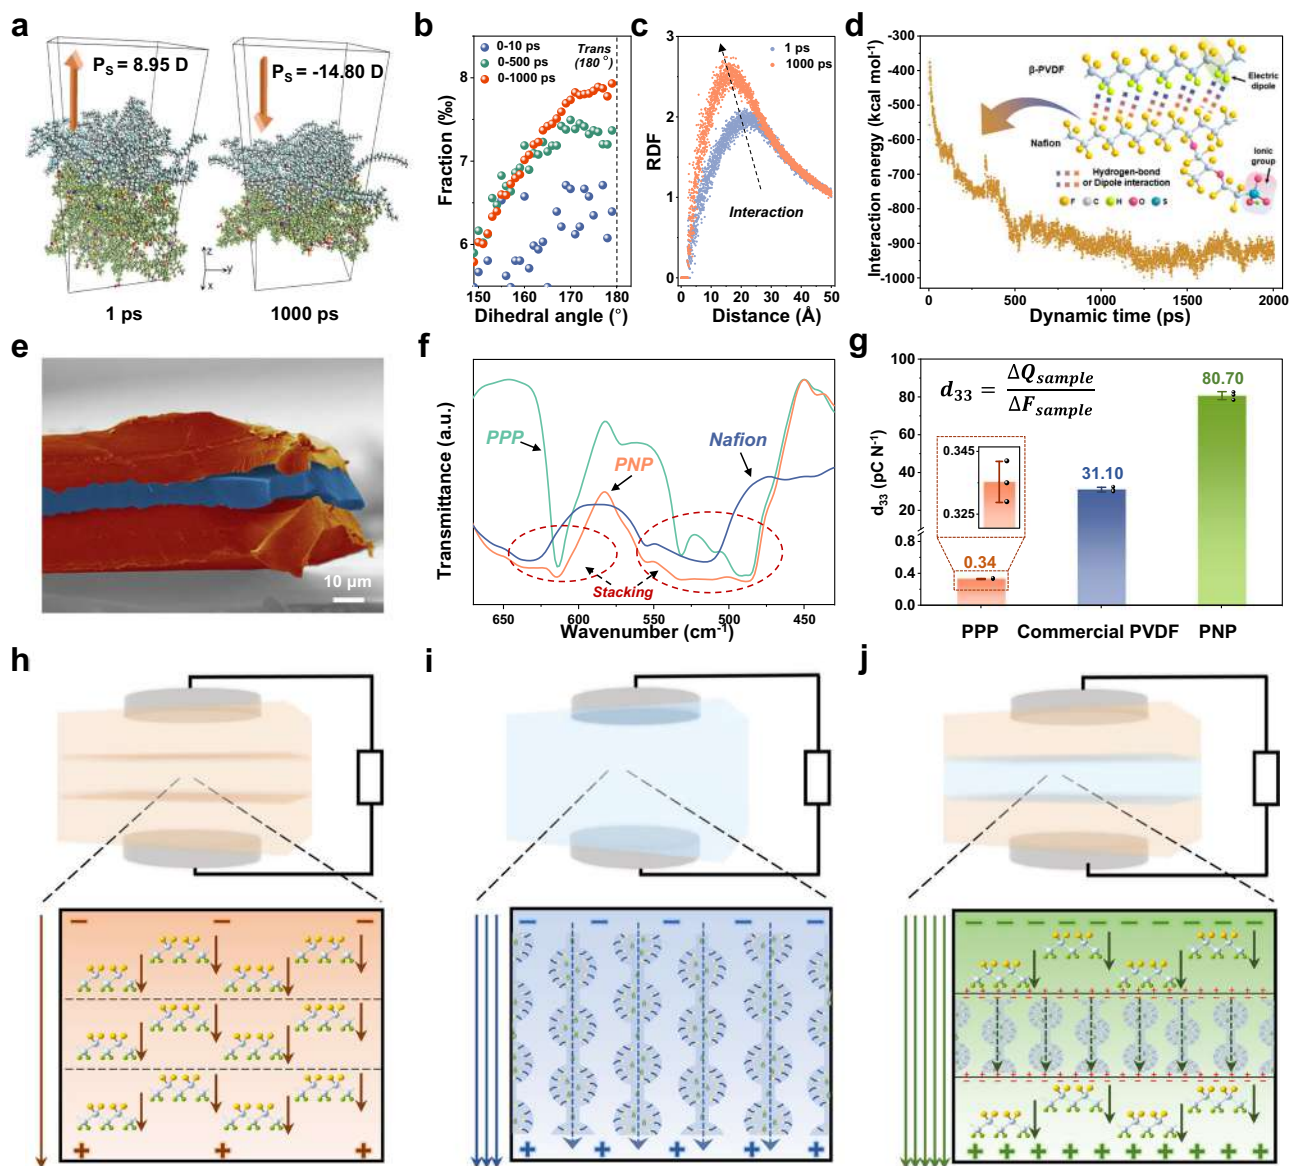 a
P_S = 8.95 D
P_S = -14.80 D
z
y
x
1 ps
1000 ps
b
0-10 ps
0-500 ps
0-1000 ps
Trans
(180 °)
Fraction (‰)
8
7
6
150
160
170
180
Dihedral angle (°)
c
1 ps
1000 ps
RDF
3
2
1
0
Interaction
0
10
20
30
40
50
Distance (Å)
d
Interaction energy (kcal mol⁻¹)
-300
-400
-500
-600
-700
-800
-900
-1000
β-PVDF
Electric
dipole
Nafion
Ionic
group
Hydrogen-bond
or Dipole interaction
F
C
H
O
S
0
500
1000
1500
2000
Dynamic time (ps)
e
10 μm
f
Transmittance (a.u.)
PPP
PNP
Nafion
Stacking
650
600
550
500
450
Wavenumber (cm⁻¹)
g
d₃₃ (pC N⁻¹)
100
80
60
40
20
0.8
0.4
0.0
d₃₃ = ΔQ_sample / ΔF_sample
80.70
31.10
0.34
0.345
0.325
PPP
Commercial PVDF
PNP
h
i
j